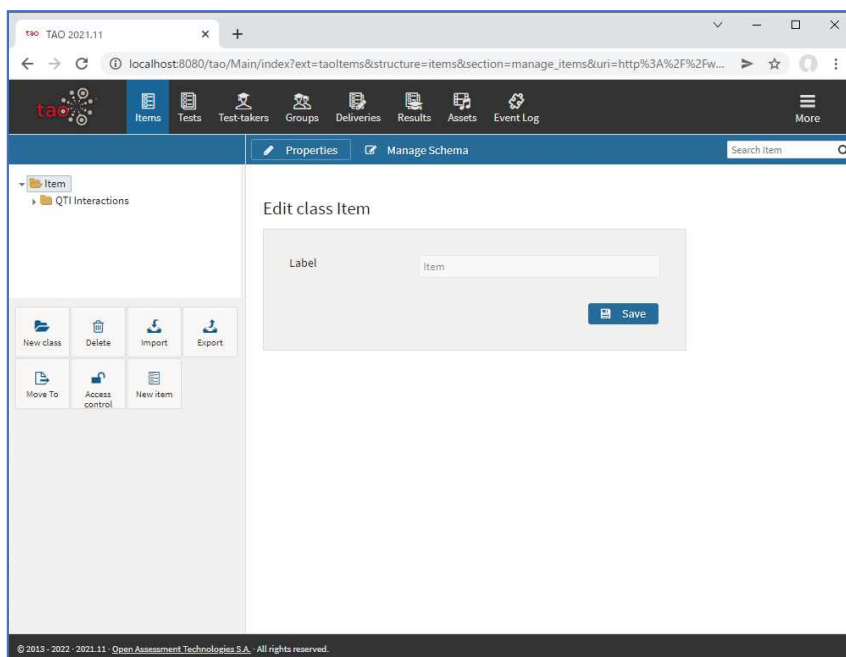 tao TAO 2021.11
localhost:8080/tao/Main/index?ext=taoItems&structure=items&section=manage_items&uri=http%3A%2F%2Fw...
tao
Items Tests Test-takers Groups Deliveries Results Assets Event Log More
Properties Manage Schema Search Item
Item
QTI Interactions
Edit class Item
Label Item
Save
New class Delete Import Export
Move To Access control New item
© 2013 - 2022 · 2021.11 · Open Assessment Technologies S.A. · All rights reserved.